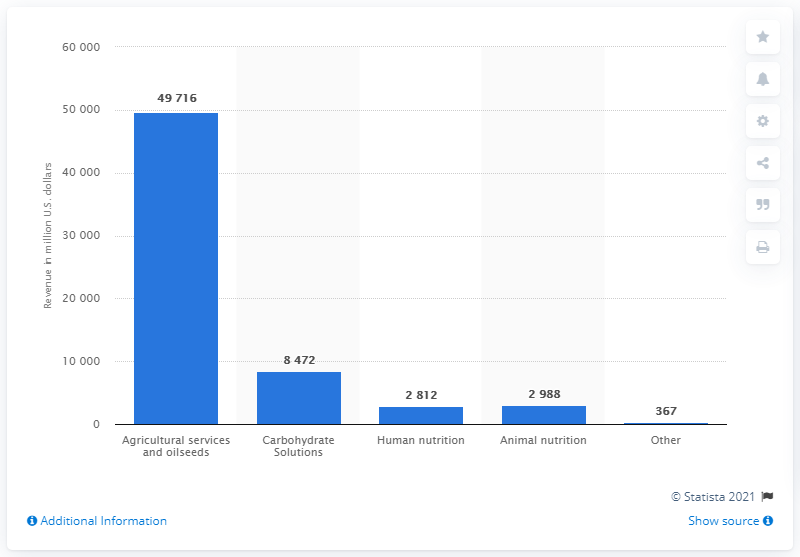 60 000
50 000
40 000
30 000
20 000
10 000
0
Revenue in million U.S. dollars
49 716
8 472
2 812
2 988
367
Agricultural services
and oilseeds
Carbohydrate
Solutions
Human nutrition
Animal nutrition
Other
© Statista 2021
Additional Information
Show source